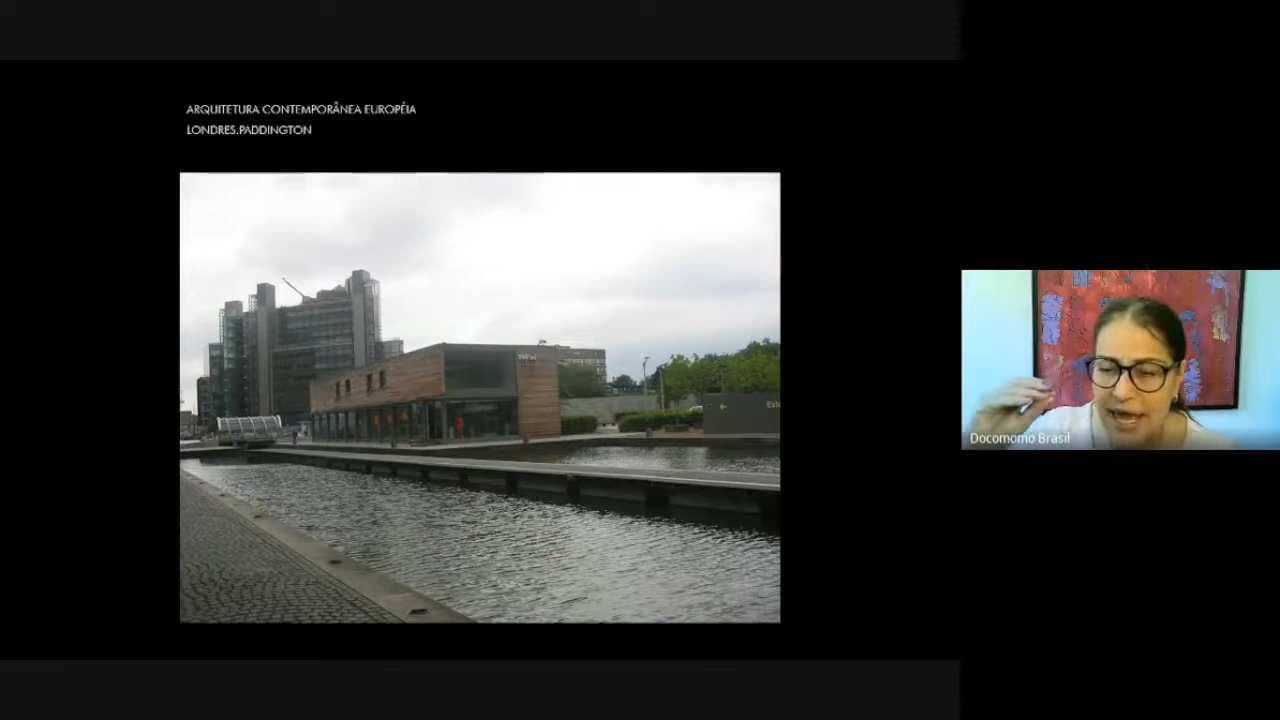 ARQUITETURA CONTEMPORÂNEA EUROPÉIA
LONDRES.PADDINGTON
Docomomo Brasil